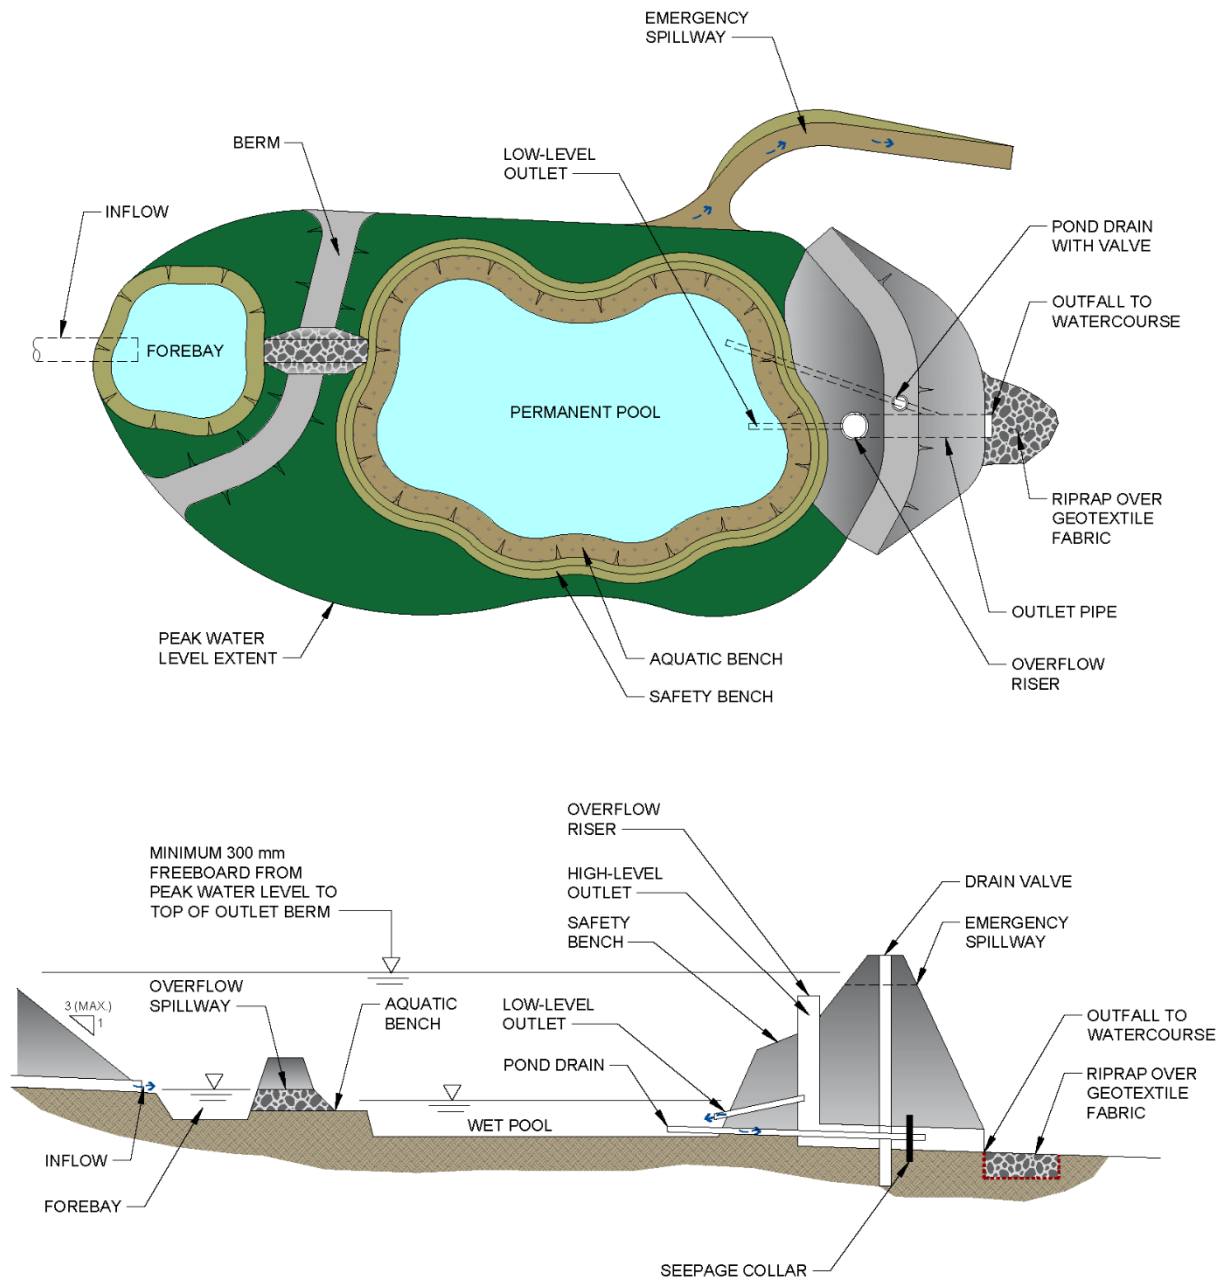 EMERGENCY
SPILLWAY
BERM
LOW-LEVEL
OUTLET
INFLOW
POND DRAIN
WITH VALVE
OUTFALL TO
WATERCOURSE
FOREBAY
PERMANENT POOL
RIPRAP OVER
GEOTEXTILE
FABRIC
OUTLET PIPE
PEAK WATER
LEVEL EXTENT
AQUATIC BENCH
OVERFLOW
RISER
SAFETY BENCH
OVERFLOW
RISER
MINIMUM 300 mm
FREEBOARD FROM
PEAK WATER LEVEL TO
TOP OF OUTLET BERM
HIGH-LEVEL
OUTLET
DRAIN VALVE
SAFETY
BENCH
EMERGENCY
SPILLWAY
OVERFLOW
SPILLWAY
3 (MAX.)
1
AQUATIC
BENCH
LOW-LEVEL
OUTLET
OUTFALL TO
WATERCOURSE
POND DRAIN
RIPRAP OVER
GEOTEXTILE
FABRIC
WET POOL
INFLOW
FOREBAY
SEEPAGE COLLAR